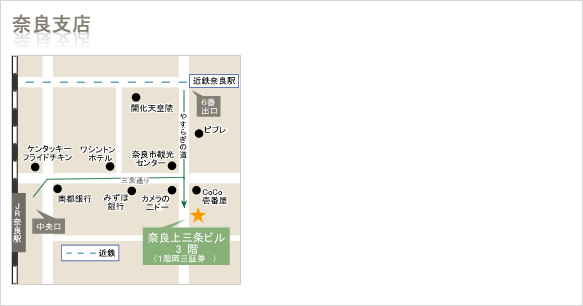 奈良支店
近鉄奈良駅
6番
出口
開化天皇陵
やすらぎの道
ビブレ
ケンタッキー
フライドチキン
ワシントン
ホテル
奈良市観光
センター
三条通り
南都銀行
みずほ
銀行
カメラの
ニドー
CoCo
壱番屋
JR奈良駅
中央口
奈良上三条ビル
3 階
(1階岡三証券 )
近鉄